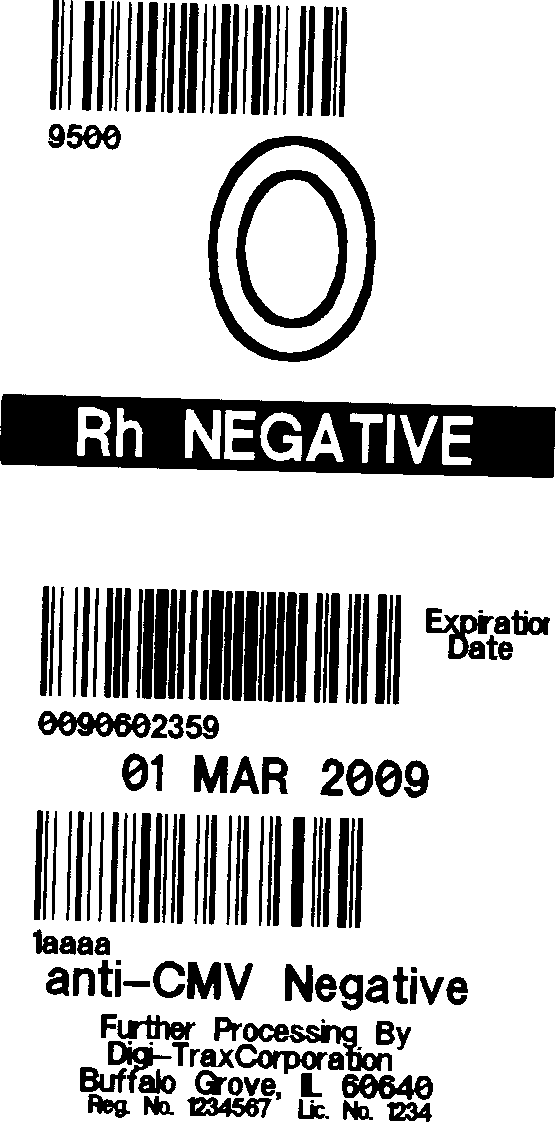 9500
O
Rh NEGATIVE
Expiration
Date
0090602359
01 MAR 2009
1aaaa
anti-CMV Negative
Further Processing By
Digi-TraxCorporation
Buffalo Grove, IL 60640
Reg. No. 1234567 Lic. No. 1234